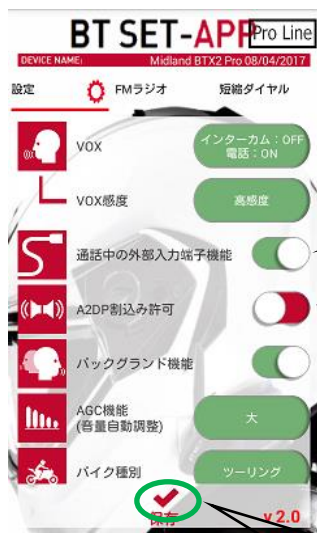 BT SET-APP Pro Line
DEVICE NAME: Midland BTX2 Pro 08/04/2017
設定 FMラジオ 短縮ダイヤル
VOX インターカム：OFF
電話：ON
VOX感度 高感度
通話中の外部入力端子機能
A2DP割込み許可
バックグランド機能
AGC機能
(音量自動調整) 大
バイク種別 ツーリング
保存 v 2.0